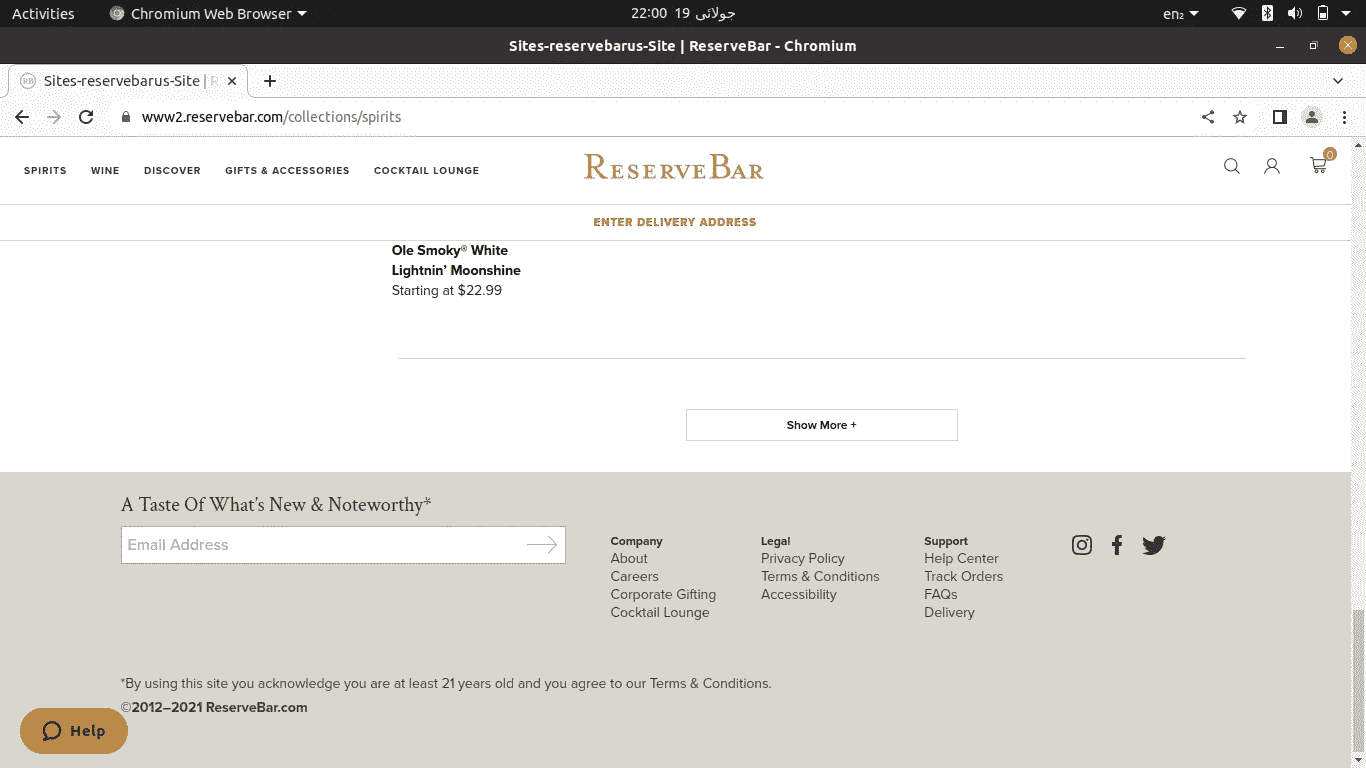 Activities
Chromium Web Browser
22:00 19 جولائی
en₂
Sites-reservebarus-Site | ReserveBar - Chromium
Sites-reservebarus-Site | R
www2.reservebar.com/collections/spirits
SPIRITS
WINE
DISCOVER
GIFTS & ACCESSORIES
COCKTAIL LOUNGE
RESERVEBAR
0
ENTER DELIVERY ADDRESS
Ole Smoky® White
Lightnin’ Moonshine
Starting at $22.99
Show More +
A Taste Of What’s New & Noteworthy*
Email Address
Company
About
Careers
Corporate Gifting
Cocktail Lounge
Legal
Privacy Policy
Terms & Conditions
Accessibility
Support
Help Center
Track Orders
FAQs
Delivery
*By using this site you acknowledge you are at least 21 years old and you agree to our Terms & Conditions.
©2012–2021 ReserveBar.com
Help